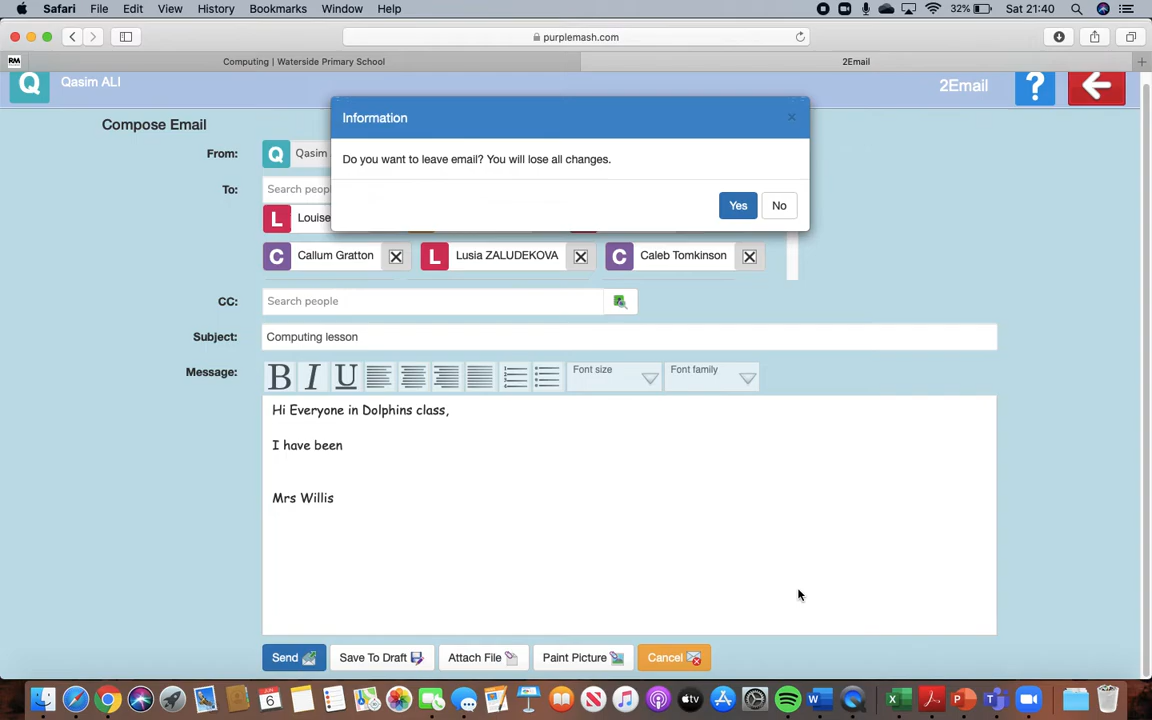 Safari File Edit View History Bookmarks Window Help 32% Sat 21:40
purplemash.com
RM Computing | Waterside Primary School 2Email
Q Qasim ALI 2Email ?
Information ×
Compose Email
From: Q Qasim
Do you want to leave email? You will lose all changes.
To: Search peopl
Yes No
L Louise
C Callum Gratton L Lusia ZALUDEKOVA C Caleb Tomkinson
CC: Search people
Subject: Computing lesson
Message: B I U Font size Font family
Hi Everyone in Dolphins class,
I have been
Mrs Willis
Send Save To Draft Attach File Paint Picture Cancel
6 tv W X P T